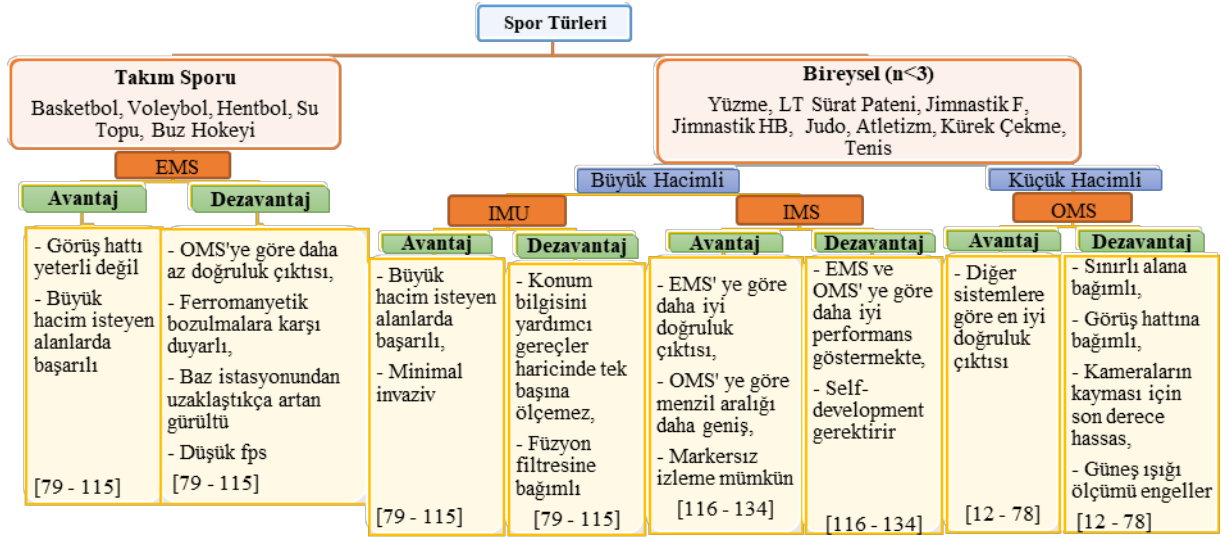 Spor Türleri
Takım Sporu
Basketbol, Voleybol, Hentbol, Su
Topu, Buz Hokeyi
Bireysel (n<3)
Yüzme, LT Sürat Pateni, Jimnastik F,
Jimnastik HB, Judo, Atletizm, Kürek Çekme,
Tenis
EMS
Avantaj
Dezavantaj
- Görüş hattı
yeterli değil
- Büyük
hacim isteyen
alanlarda
başarılı
[79 - 115]
- OMS'ye göre daha
az doğruluk çıktısı,
- Ferromanyetik
bozulmalara karşı
duyarlı,
- Baz istasyonundan
uzaklaştıkça artan
gürültü
- Düşük fps
[79 - 115]
Büyük Hacimli
Küçük Hacimli
IMU
Avantaj
Dezavantaj
- Büyük
hacim isteyen
alanlarda
başarılı,
- Minimal
invaziv
[79 - 115]
- Konum
bilgisini
yardımcı
gereçler
haricinde tek
başına
ölçemez,
- Füzyon
filtresine
bağımlı
[79 - 115]
IMS
Avantaj
Dezavantaj
- EMS' ye göre
daha iyi
doğruluk
çıktısı,
- OMS' ye göre
menzil aralığı
daha geniş,
- Markersız
izleme mümkün
[116 - 134]
- EMS ve
OMS' ye göre
daha iyi
performans
göstermekte,
- Self-
development
gerektirir
[116 - 134]
OMS
Avantaj
Dezavantaj
- Diğer
sistemlere
göre en iyi
doğruluk
çıktısı
[12 - 78]
- Sınırlı alana
bağımlı,
- Görüş hattına
bağımlı,
- Kameraların
kayması için
son derece
hassas,
- Güneş ışığı
ölçümü engeller
[12 - 78]